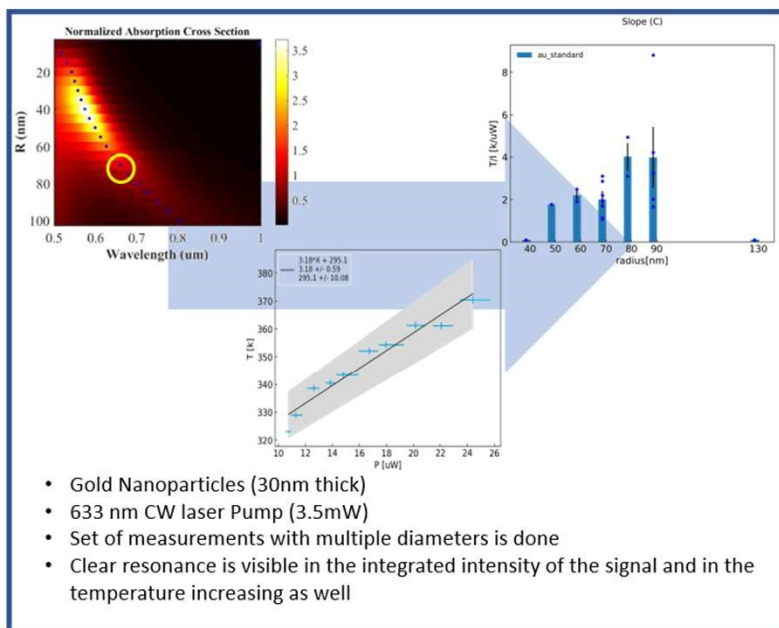 Normalized Absorption Cross Section
R (nm)
20
40
60
80
100
0.5
0.6
0.7
0.8
0.9
1
Wavelength (um)
3.5
3
2.5
2
1.5
1
0.5
Slope (C)
au_standard
T/I [k/uW]
8
6
4
2
0
40
50
60
70
80
90
130
radius[nm]
3.18*X + 295.1
3.18 +/- 0.59
295.1 +/- 10.08
T [k]
380
370
360
350
340
330
320
10
12
14
16
18
20
22
24
26
P [uW]
• Gold Nanoparticles (30nm thick)
• 633 nm CW laser Pump (3.5mW)
• Set of measurements with multiple diameters is done
• Clear resonance is visible in the integrated intensity of the signal and in the
temperature increasing as well